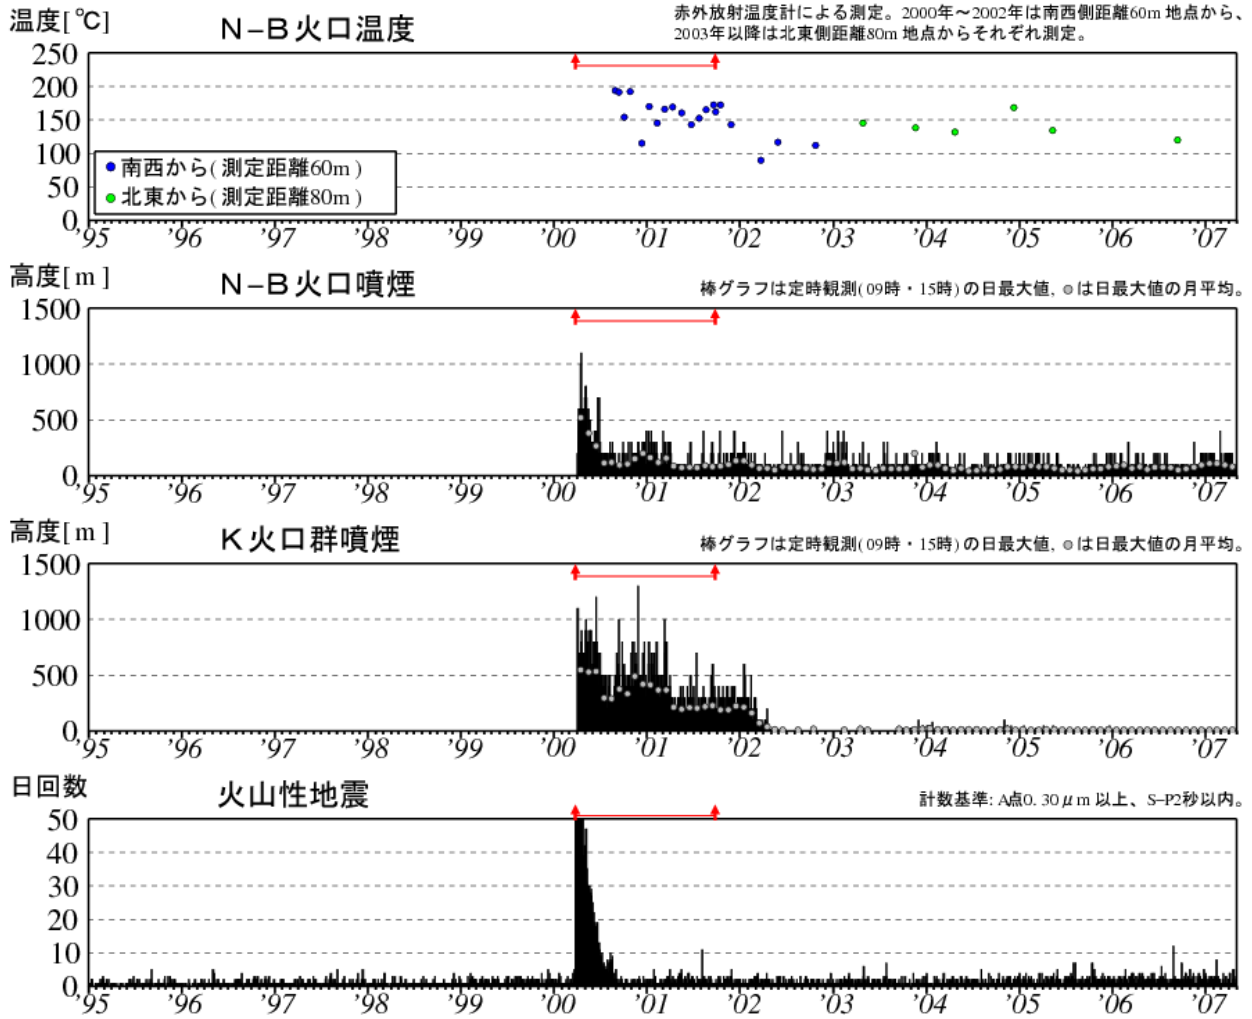 温度[℃]
N−B火口温度
赤外放射温度計による測定。2000年〜2002年は南西側距離60m 地点から、
2003年以降は北東側距離80m 地点からそれぞれ測定。
250
200
150
100
50
0
南西から( 測定距離60m )
北東から( 測定距離80m )
'95 '96 '97 '98 '99 '00 '01 '02 '03 '04 '05 '06 '07
高度[ m ]
N−B火口噴煙
棒グラフは定時観測( 09時・15時) の日最大値, は日最大値の月平均。
1500
1000
500
0
'95 '96 '97 '98 '99 '00 '01 '02 '03 '04 '05 '06 '07
高度[ m ]
K火口群噴煙
棒グラフは定時観測( 09時・15時) の日最大値, は日最大値の月平均。
1500
1000
500
0
'95 '96 '97 '98 '99 '00 '01 '02 '03 '04 '05 '06 '07
日回数
火山性地震
計数基準: A点0. 30 μ m 以上、S−P2秒以内。
50
40
30
20
10
0
'95 '96 '97 '98 '99 '00 '01 '02 '03 '04 '05 '06 '07